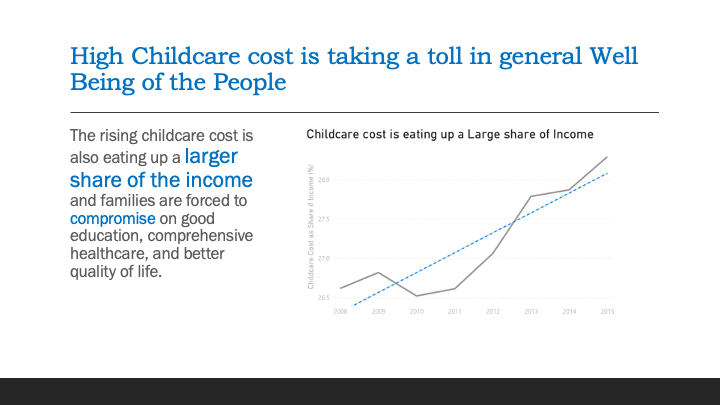 High Childcare cost is taking a toll in general Well
Being of the People
The rising childcare cost is
also eating up a larger
share of the income
and families are forced to
compromise on good
education, comprehensive
healthcare, and better
quality of life.
Childcare cost is eating up a Large share of Income
Childcare Cost as Share if Income (%)
28.0
27.5
27.0
26.5
2008 2009 2010 2011 2012 2013 2014 2015